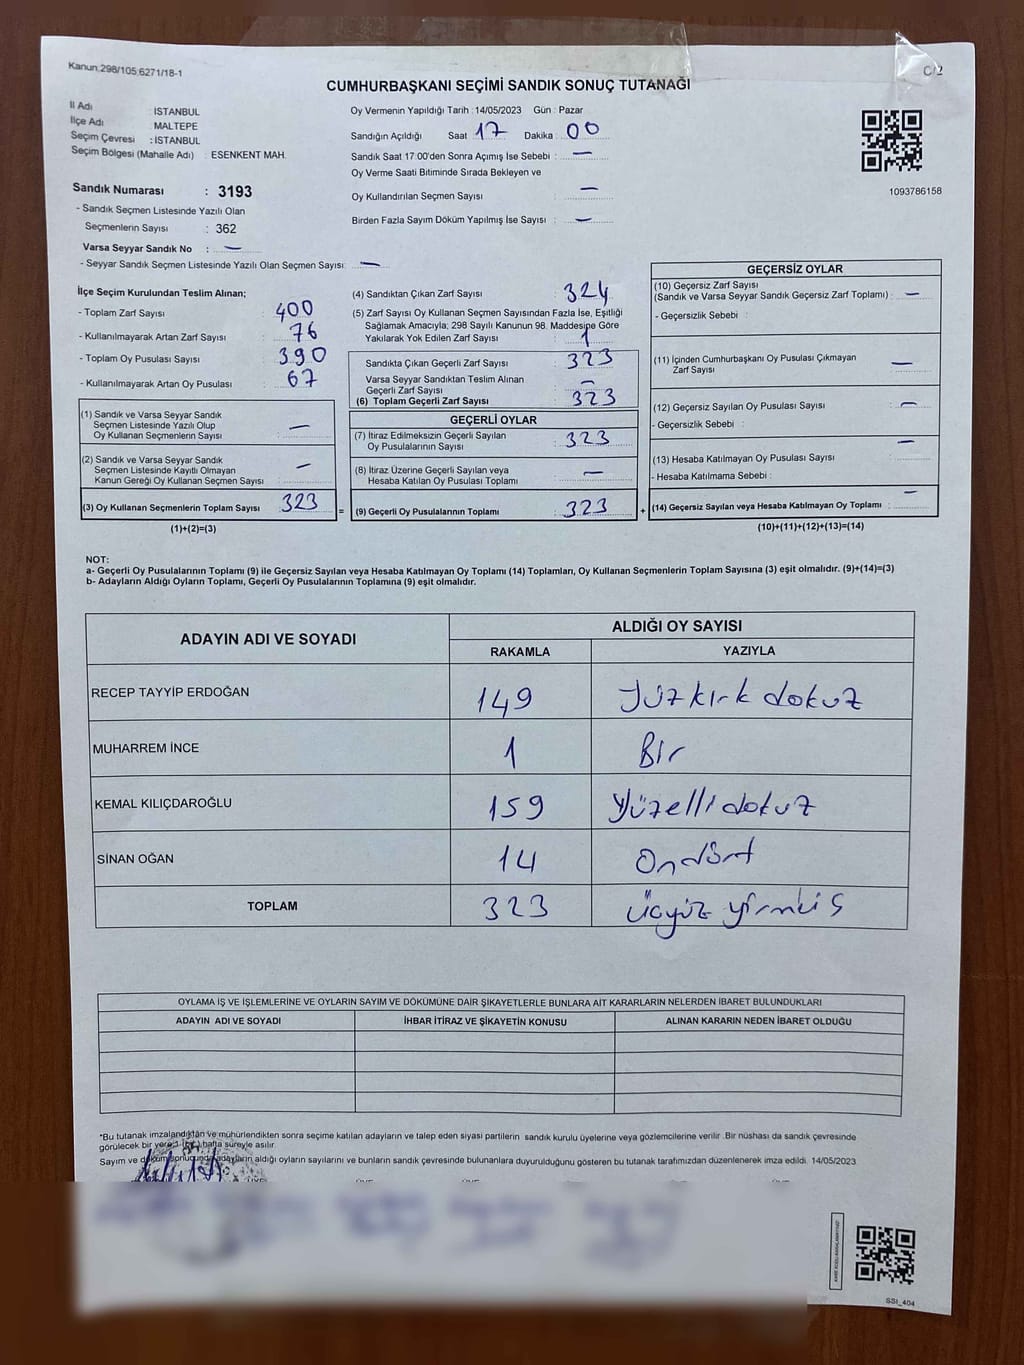 Kanun:298/105;6271/18-1
C/2
CUMHURBAŞKANI SEÇİMİ SANDIK SONUÇ TUTANAĞI
İl Adı : İSTANBUL
İlçe Adı : MALTEPE
Seçim Çevresi : İSTANBUL
Seçim Bölgesi (Mahalle Adı) : ESENKENT MAH.
Sandık Numarası : 3193
- Sandık Seçmen Listesinde Yazılı Olan
Seçmenlerin Sayısı : 362
Varsa Seyyar Sandık No : —
- Seyyar Sandık Seçmen Listesinde Yazılı Olan Seçmen Sayısı: —
Oy Vermenin Yapıldığı Tarih : 14/05/2023 Gün : Pazar
Sandığın Açıldığı Saat 17 Dakika : 00
Sandık Saat 17:00'den Sonra Açımış İse Sebebi : —
Oy Verme Saati Bitiminde Sırada Bekleyen ve
Oy Kullandırılan Seçmen Sayısı : —
Birden Fazla Sayım Döküm Yapılmış İse Sayısı : —
1093786158
İlçe Seçim Kurulundan Teslim Alınan;
- Toplam Zarf Sayısı : 400
- Kullanılmayarak Artan Zarf Sayısı : 76
- Toplam Oy Pusulası Sayısı : 390
- Kullanılmayarak Artan Oy Pusulası : 67
(1) Sandık ve Varsa Seyyar Sandık
Seçmen Listesinde Yazılı Olup
Oy Kullanan Seçmenlerin Sayısı : —
(2) Sandık ve Varsa Seyyar Sandık
Seçmen Listesinde Kayıtlı Olmayan
Kanun Gereği Oy Kullanan Seçmen Sayısı : —
(3) Oy Kullanan Seçmenlerin Toplam Sayısı : 323
(1)+(2)=(3)
(4) Sandıktan Çıkan Zarf Sayısı : 324
(5) Zarf Sayısı Oy Kullanan Seçmen Sayısından Fazla İse, Eşitliği
Sağlamak Amacıyla; 298 Sayılı Kanunun 98. Maddesine Göre
Yakılarak Yok Edilen Zarf Sayısı : 1
Sandıkta Çıkan Geçerli Zarf Sayısı : 323
Varsa Seyyar Sandıktan Teslim Alınan
Geçerli Zarf Sayısı : —
(6) Toplam Geçerli Zarf Sayısı : 323
GEÇERLİ OYLAR
(7) İtiraz Edilmeksizin Geçerli Sayılan
Oy Pusulalarının Sayısı : 323
(8) İtiraz Üzerine Geçerli Sayılan veya
Hesaba Katılan Oy Pusulası Toplamı : —
= (9) Geçerli Oy Pusulalarının Toplamı : 323
GEÇERSİZ OYLAR
(10) Geçersiz Zarf Sayısı
(Sandık ve Varsa Seyyar Sandık Geçersiz Zarf Toplamı) : —
- Geçersizlik Sebebi :
(11) İçinden Cumhurbaşkanı Oy Pusulası Çıkmayan
Zarf Sayısı : —
(12) Geçersiz Sayılan Oy Pusulası Sayısı : —
- Geçersizlik Sebebi :
(13) Hesaba Katılmayan Oy Pusulası Sayısı : —
- Hesaba Katılmama Sebebi :
+ (14) Geçersiz Sayılan veya Hesaba Katılmayan Oy Toplamı : —
(10)+(11)+(12)+(13)=(14)
NOT:
a- Geçerli Oy Pusulalarının Toplamı (9) ile Geçersiz Sayılan veya Hesaba Katılmayan Oy Toplamı (14) Toplamları, Oy Kullanan Seçmenlerin Toplam Sayısına (3) eşit olmalıdır. (9)+(14)=(3)
b- Adayların Aldığı Oyların Toplamı, Geçerli Oy Pusulalarının Toplamına (9) eşit olmalıdır.
ADAYIN ADI VE SOYADI ALDIĞI OY SAYISI
RAKAMLA YAZIYLA
RECEP TAYYİP ERDOĞAN 149 Yüzkırk dokuz
MUHARREM İNCE 1 Bir
KEMAL KILIÇDAROĞLU 159 Yüzelli dokuz
SİNAN OĞAN 14 Ondört
TOPLAM 323 Üçyüz
OYLAMA İŞ VE İŞLEMLERİNE VE OYLARIN SAYIM VE DÖKÜMÜNE DAİR ŞİKAYETLERLE BUNLARA AİT KARARLARIN NELERDEN İBARET BULUNDUKLARI
ADAYIN ADI VE SOYADI İHBAR İTİRAZ VE ŞİKAYETİN KONUSU ALINAN KARARIN NEDEN İBARET OLDUĞU
*Bu tutanak imzalandıktan ve mühürlendikten sonra seçime katılan adayların ve talep eden siyasi partilerin sandık kurulu üyelerine veya gözlemcilerine verilir .Bir nüshası da sandık çevresinde
görülecek bir yere 1 hafta süreyle asılır.
Sayım ve döküm sonucunda adayların aldığı oyların sayılarını ve bunların sandık çevresinde bulunanlara duyurulduğunu gösteren bu tutanak tarafımızdan düzenlenerek imza edildi. 14/05/2023
SSI_404